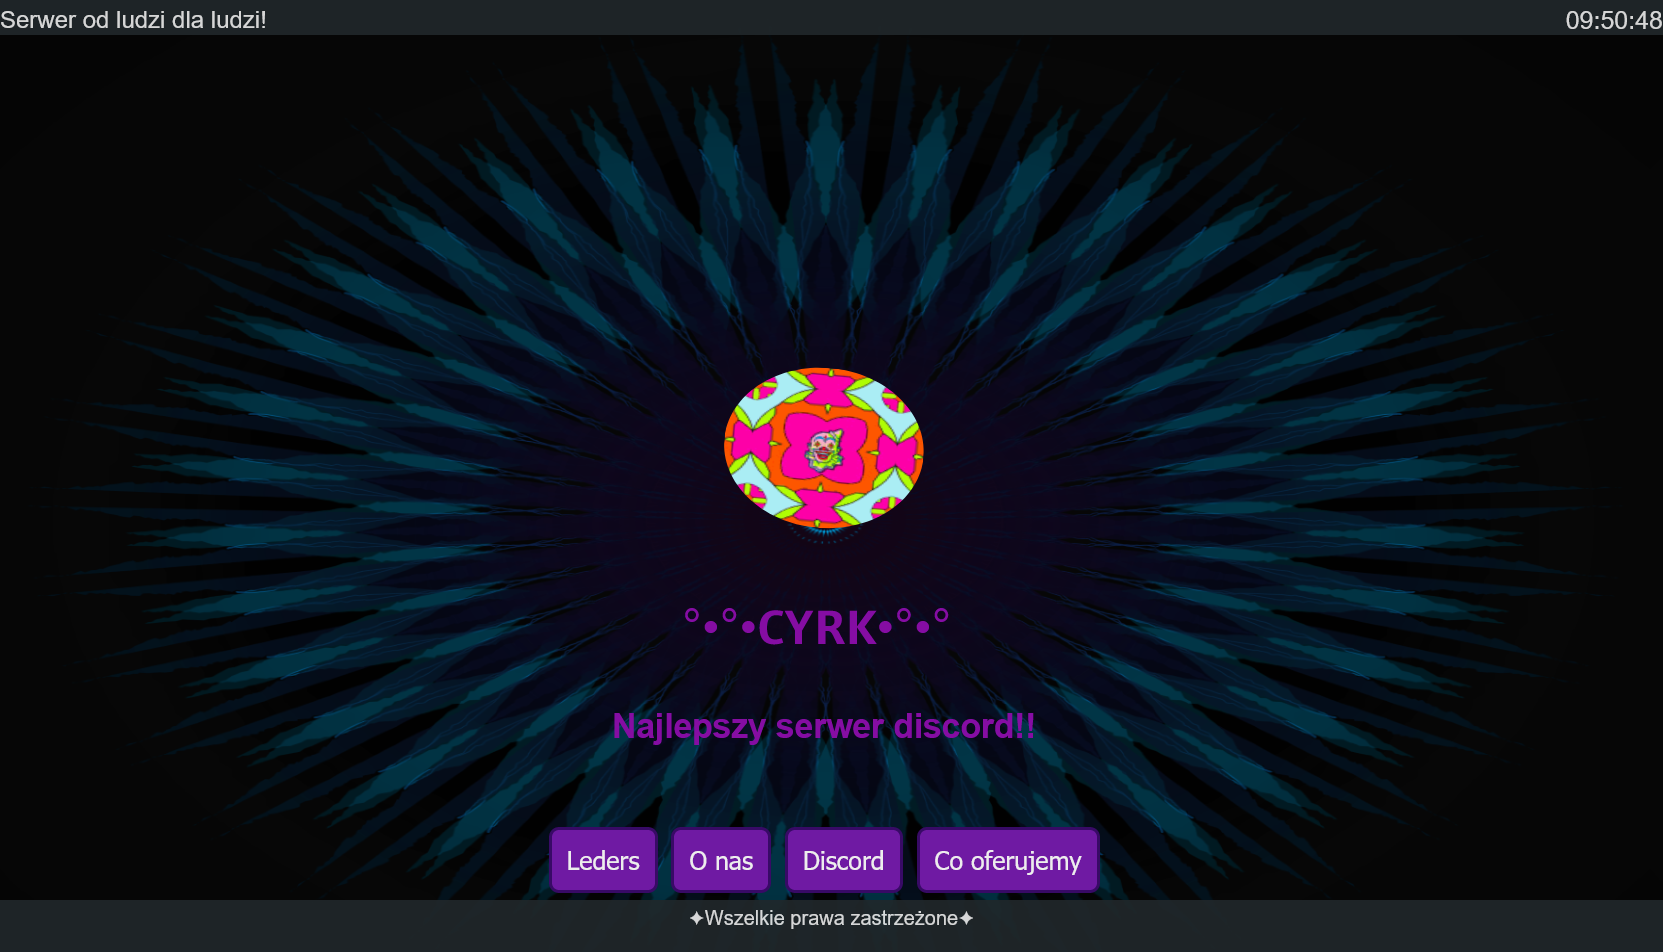 Serwer od ludzi dla ludzi!
09:50:48
°•°•CYRK•°•°
Najlepszy serwer discord!!
Leders
O nas
Discord
Co oferujemy
✦Wszelkie prawa zastrzeżone✦